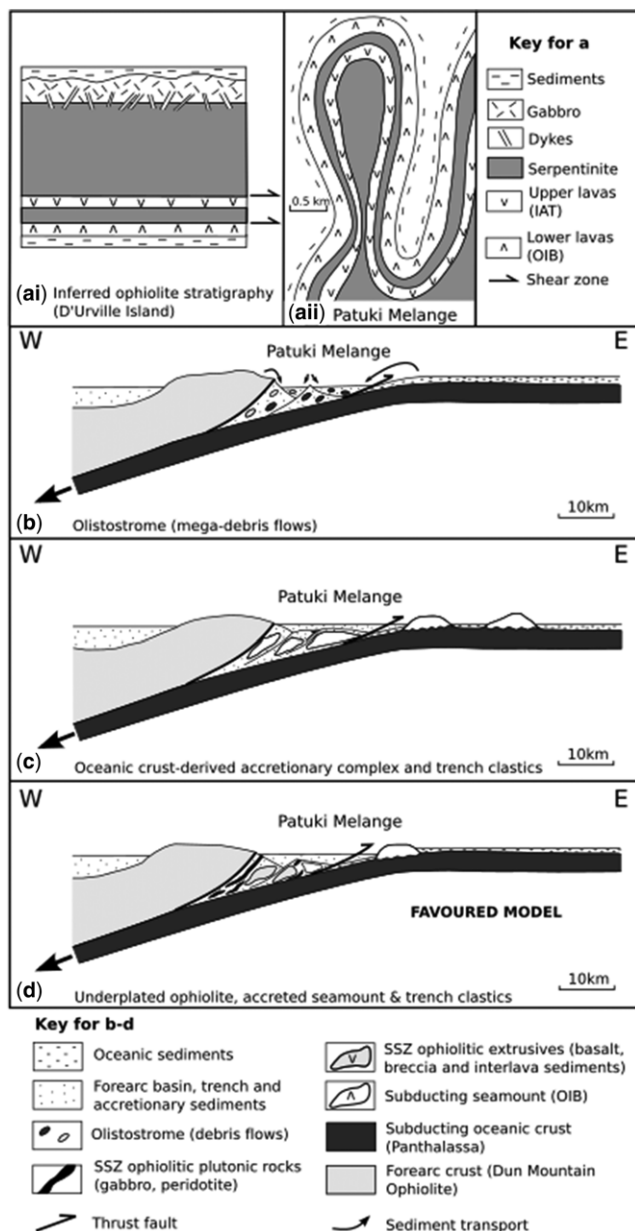 Key for a
Sediments
Gabbro
Dykes
Serpentinite
Upper lavas
(IAT)
Lower lavas
(OIB)
Shear zone
0.5 km
(ai) Inferred ophiolite stratigraphy
(D'Urville Island)
(aii) Patuki Melange
W
E
Patuki Melange
(b)
Olistostrome (mega-debris flows)
10km
W
E
Patuki Melange
(c)
Oceanic crust-derived accretionary complex and trench clastics
10km
W
E
Patuki Melange
FAVOURED MODEL
(d)
Underplated ophiolite, accreted seamount & trench clastics
10km
Key for b-d
Oceanic sediments
Forearc basin, trench and
accretionary sediments
Olistostrome (debris flows)
SSZ ophiolitic plutonic rocks
(gabbro, peridotite)
Thrust fault
SSZ ophiolitic extrusives (basalt,
breccia and interlava sediments)
Subducting seamount (OIB)
Subducting oceanic crust
(Panthalassa)
Forearc crust (Dun Mountain
Ophiolite)
Sediment transport